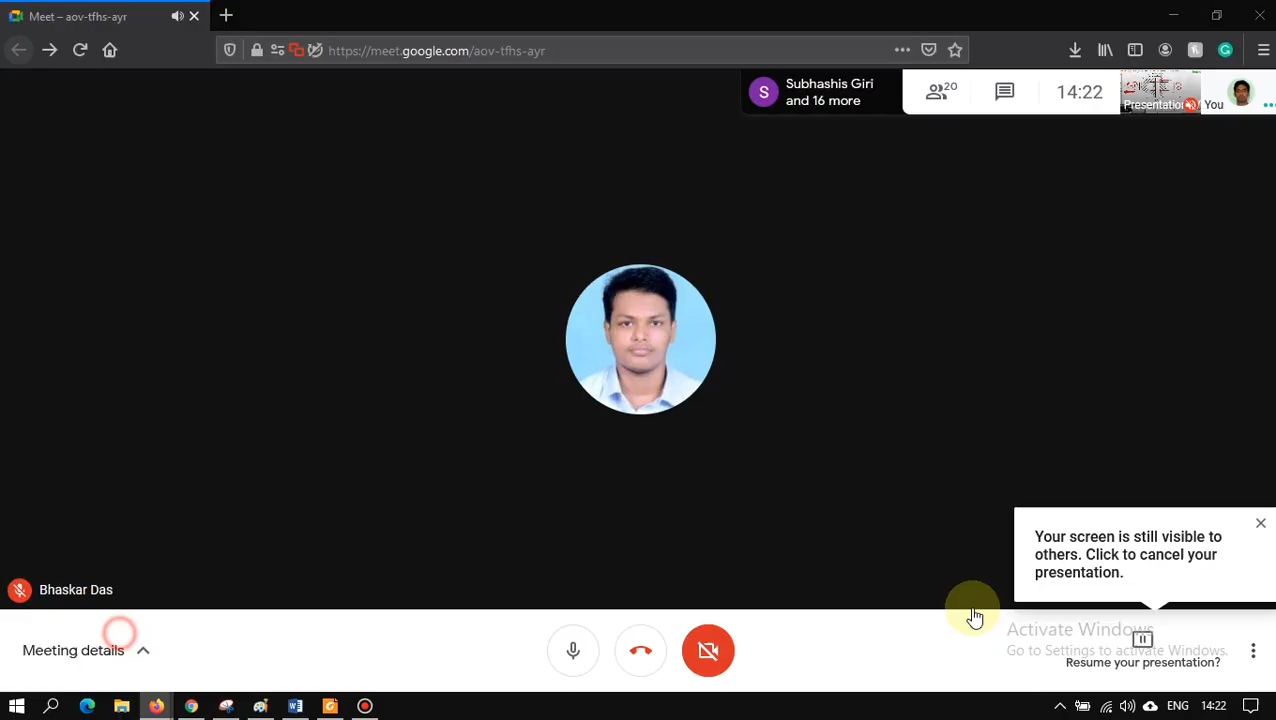 Meet – aov-tfhs-ayr
https://meet.google.com/aov-tfhs-ayr
S
Subhashis Giri
and 16 more
20
14:22
Presentation
You
Your screen is still visible to
others. Click to cancel your
presentation.
Bhaskar Das
Meeting details
Activate Windows
Go to Settings to activate Windows.
Resume your presentation?
ENG
14:22